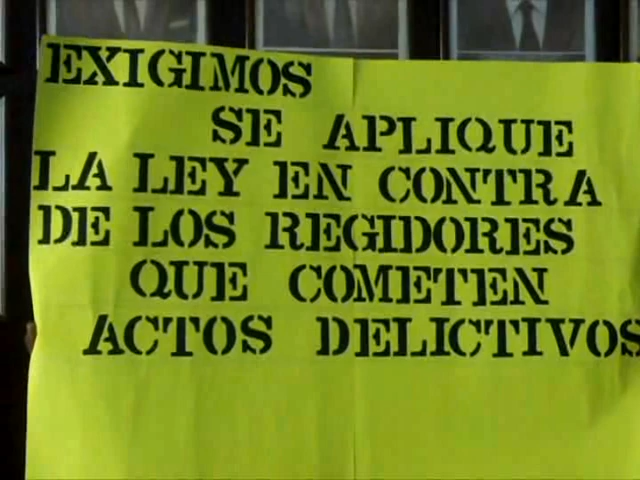 EXIGIMOS
SE APLIQUE
LA LEY EN CONTRA
DE LOS REGIDORES
QUE COMETEN
ACTOS DELICTIVOS